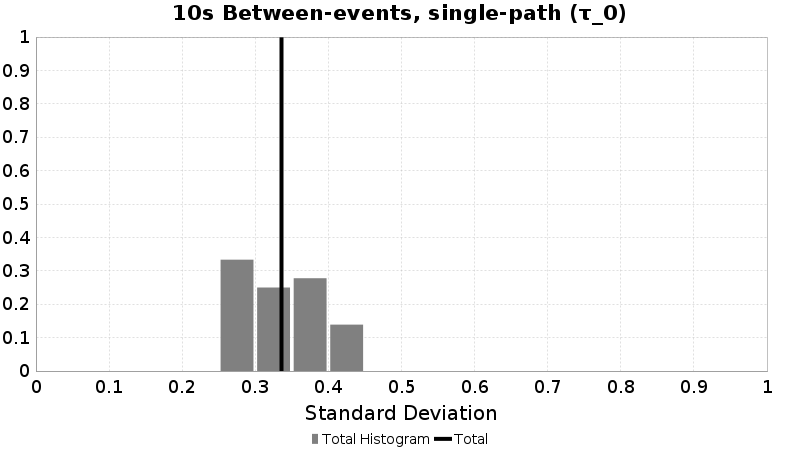 10s Between-events, single-path (τ_0)
1
0.9
0.8
0.7
0.6
0.5
0.4
0.3
0.2
0.1
0
0 0.1 0.2 0.3 0.4 0.5 0.6 0.7 0.8 0.9 1
Standard Deviation
Total Histogram Total